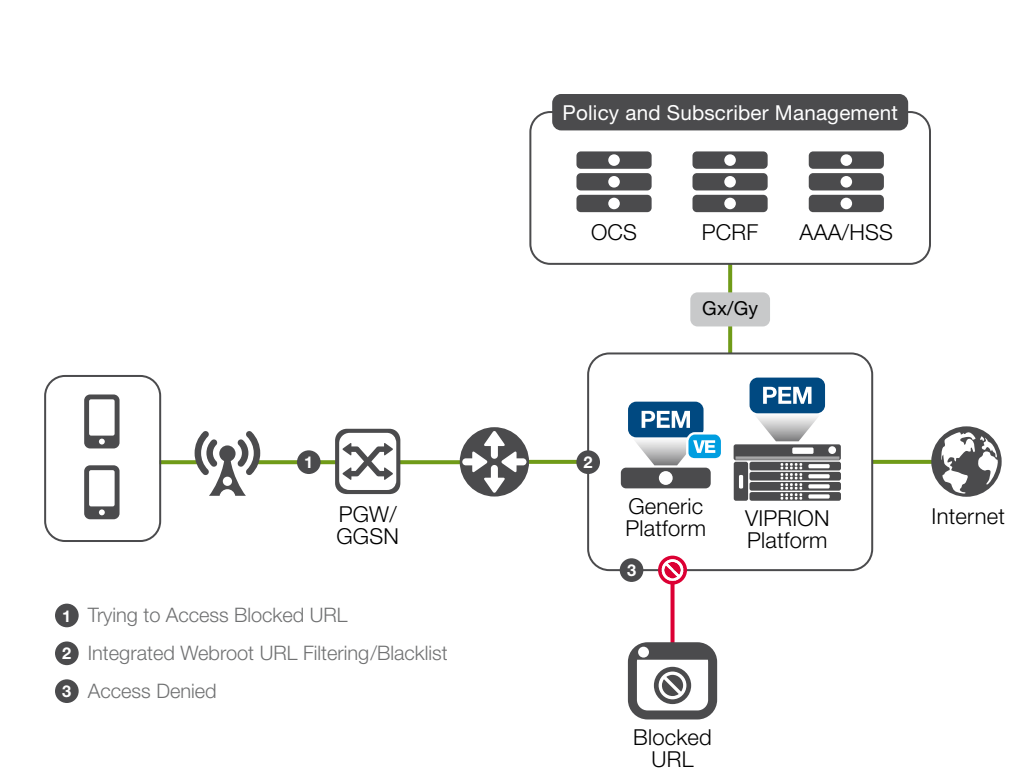 Policy and Subscriber Management
OCS
PCRF
AAA/HSS
Gx/Gy
PEM
VE
PEM
Generic
Platform
VIPRION
Platform
1
PGW/
GGSN
2
Internet
3
Blocked
URL
1 Trying to Access Blocked URL
2 Integrated Webroot URL Filtering/Blacklist
3 Access Denied